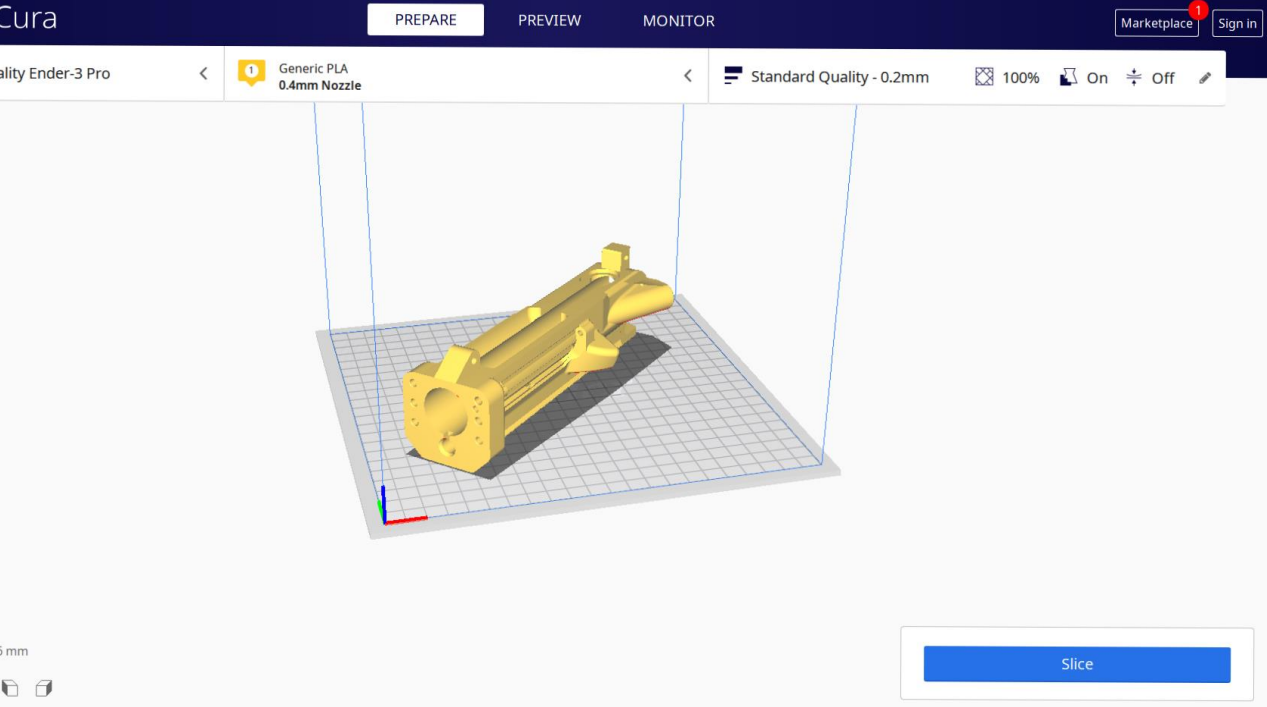 Cura
PREPARE PREVIEW MONITOR
Marketplace 1 Sign in
ality Ender-3 Pro
1 Generic PLA
0.4mm Nozzle
Standard Quality - 0.2mm 100% On Off
mm
Slice